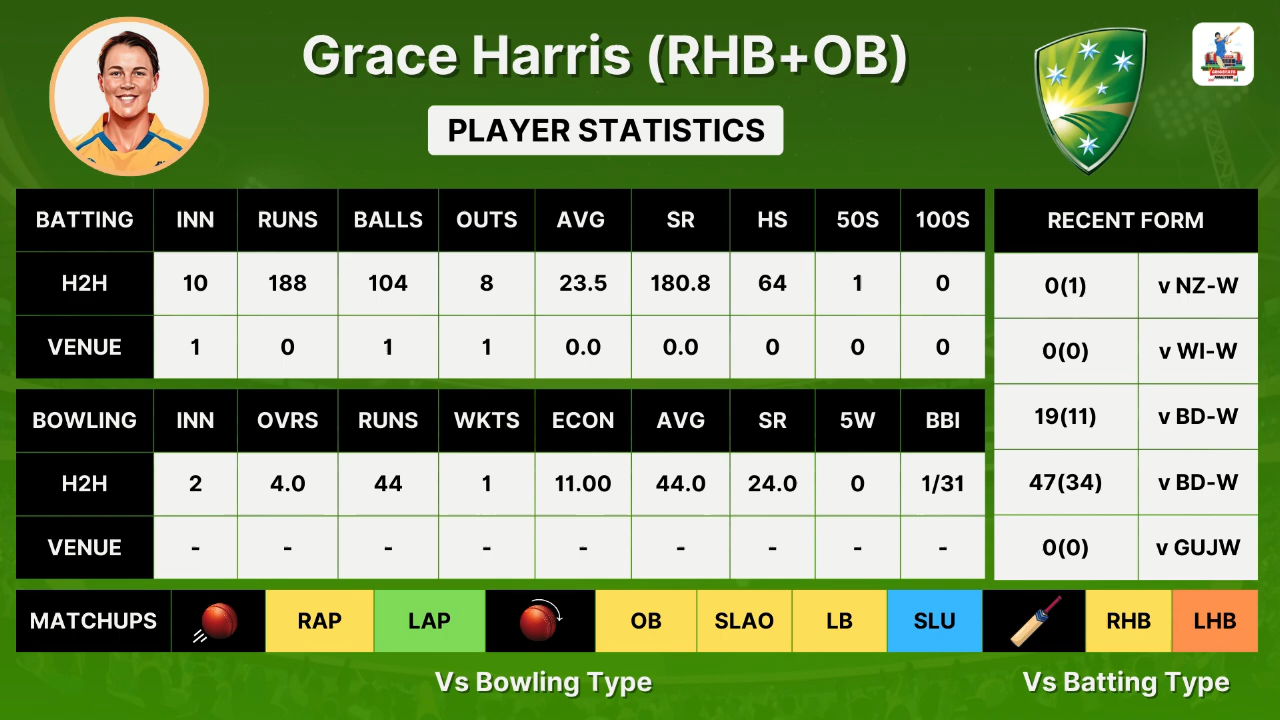 Grace Harris (RHB+OB)
PLAYER STATISTICS
BATTING INN RUNS BALLS OUTS AVG SR HS 50S 100S
H2H 10 188 104 8 23.5 180.8 64 1 0
VENUE 1 0 1 1 0.0 0.0 0 0 0
BOWLING INN OVRS RUNS WKTS ECON AVG SR 5W BBI
H2H 2 4.0 44 1 11.00 44.0 24.0 0 1/31
VENUE - - - - - - - - -
RECENT FORM
0(1) v NZ-W
0(0) v WI-W
19(11) v BD-W
47(34) v BD-W
0(0) v GUJW
MATCHUPS RAP LAP OB SLAO LB SLU RHB LHB
Vs Bowling Type
Vs Batting Type